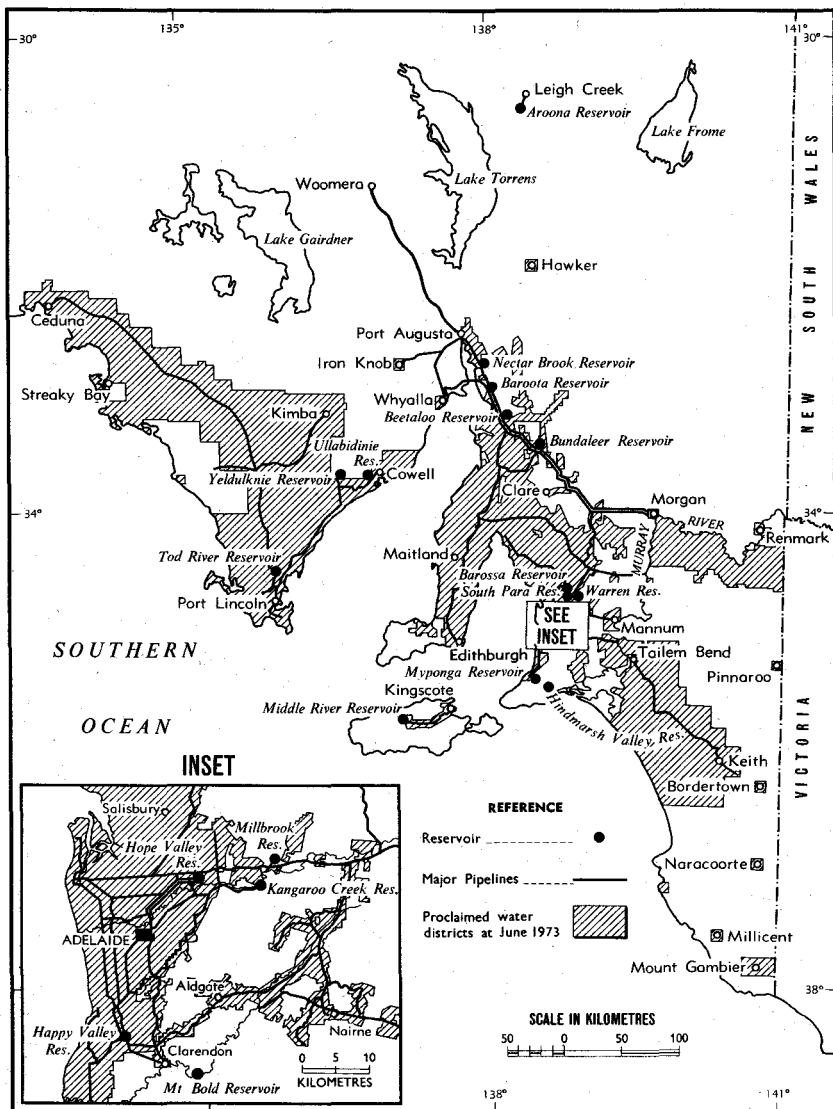 135° 138° 141°
30° 30°
Leigh Creek
Aroona Reservoir
Lake Frome
Lake Torrens
Woomera
Lake Gairdner
Hawker
NEW SOUTH WALES
Ceduna
Port Augusta
Iron Knob
Nectar Brook Reservoir
Baroota Reservoir
Streaky Bay
Whyalla
Beetaloo Reservoir
Kimba
Bundaleer Reservoir
Ullabidinie
Res.
Yeldulknie Reservoir
Cowell
Clare
34° 34°
Morgan
RIVER
MURRAY
Renmark
Tod River Reservoir
Maitland
Barossa Reservoir
South Para Res.
Warren Res.
Port Lincoln
SEE
INSET
Mannum
SOUTHERN
OCEAN
Edithburgh
Tailem Bend
Pinnaroo
Myponga Reservoir
Kingscote
Middle River Reservoir
Hindmarsh Valley Res.
VICTORIA
Keith
Bordertown
INSET
Salisbury
Hope Valley
Res.
Millbrook
Res.
Kangaroo Creek Res.
ADELAIDE
Aldgate
Happy Valley
Res.
Clarendon
Nairne
Mt Bold Reservoir
0 10
KILOMETRES
REFERENCE
Reservoir
Major Pipelines
Proclaimed water
districts at June 1973
Naracoorte
Millicent
Mount Gambier
38°
SCALE IN KILOMETRES
50 0 50 100
138° 141°